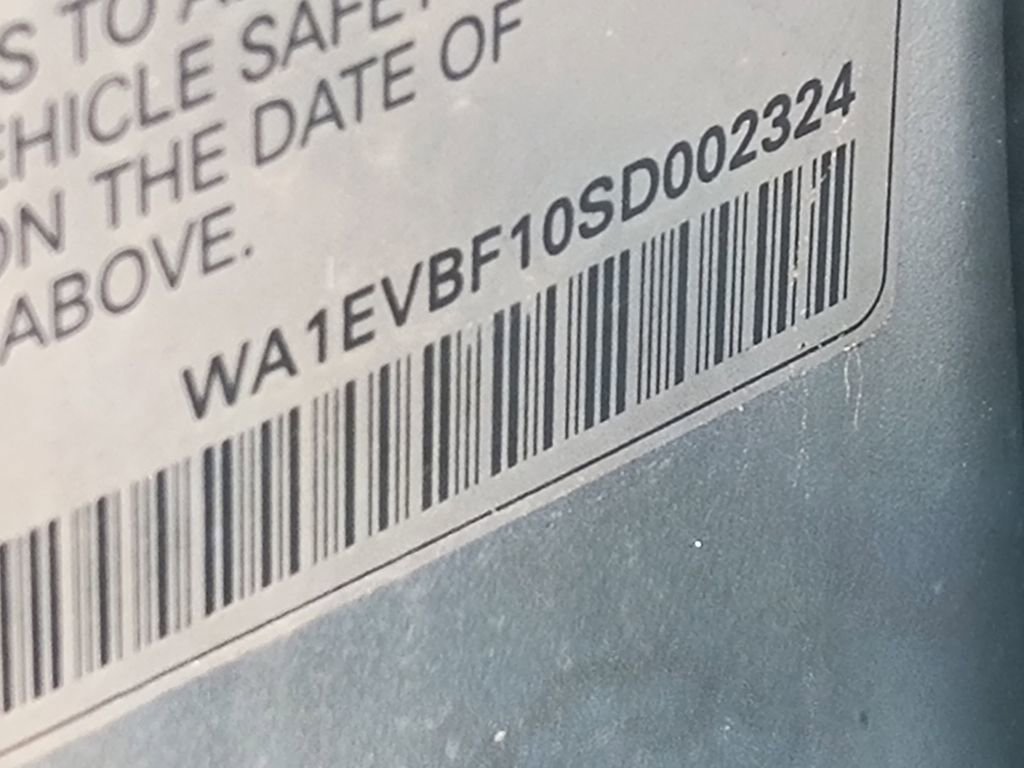 S TO A
EHICLE SAFE
ON THE DATE OF
ABOVE.
WA1EVBF10SD002324